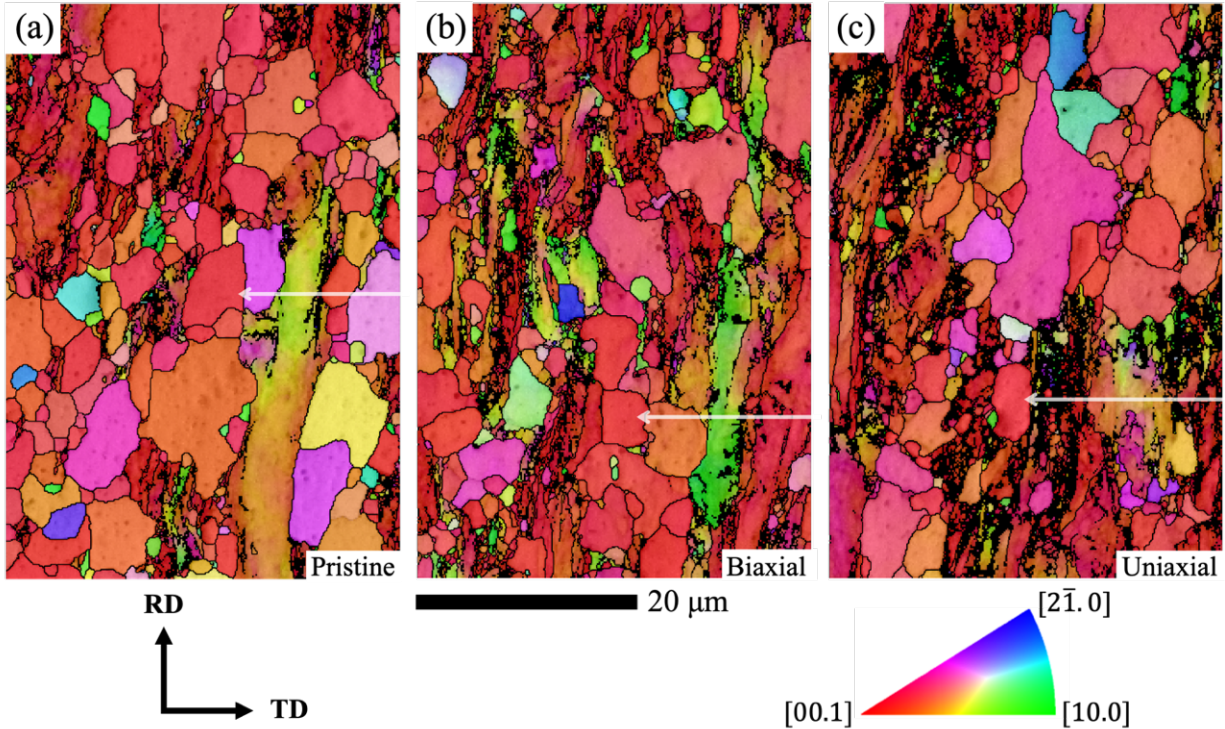 (a)
(b)
(c)
Pristine
Biaxial
Uniaxial
RD
TD
20 μm
[21̄.0]
[00.1]
[10.0]